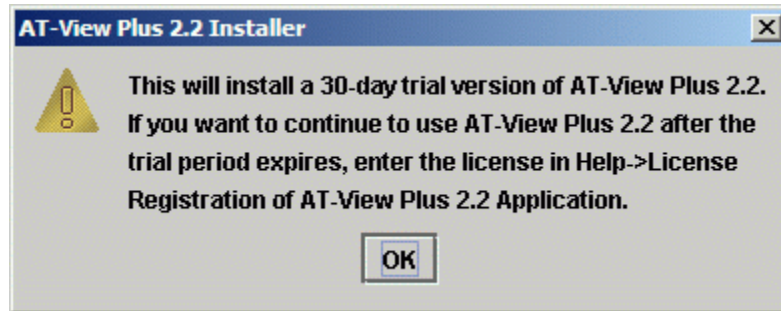 AT-View Plus 2.2 Installer
This will install a 30-day trial version of AT-View Plus 2.2.
If you want to continue to use AT-View Plus 2.2 after the
trial period expires, enter the license in Help->License
Registration of AT-View Plus 2.2 Application.
OK